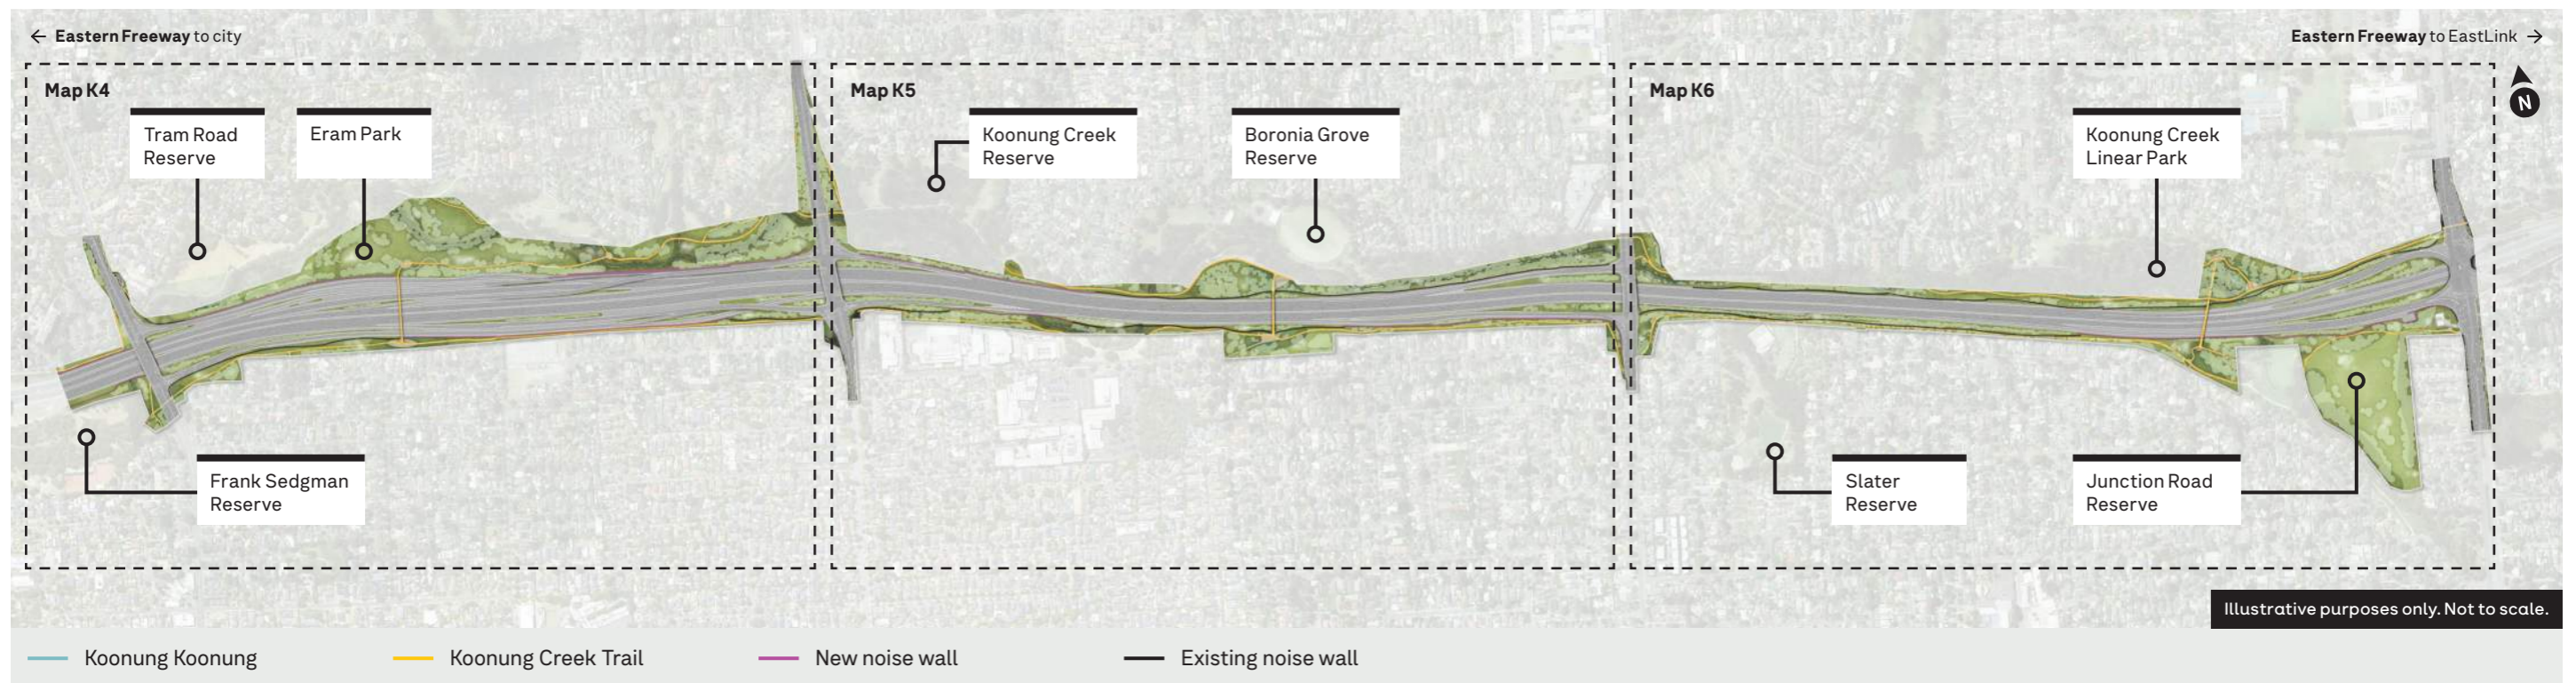 ← Eastern Freeway to city
Eastern Freeway to EastLink →
Map K4
Map K5
Map K6
N
Tram Road
Reserve
Eram Park
Koonung Creek
Reserve
Boronia Grove
Reserve
Koonung Creek
Linear Park
Frank Sedgman
Reserve
Slater
Reserve
Junction Road
Reserve
Illustrative purposes only. Not to scale.
Koonung Koonung
Koonung Creek Trail
New noise wall
Existing noise wall